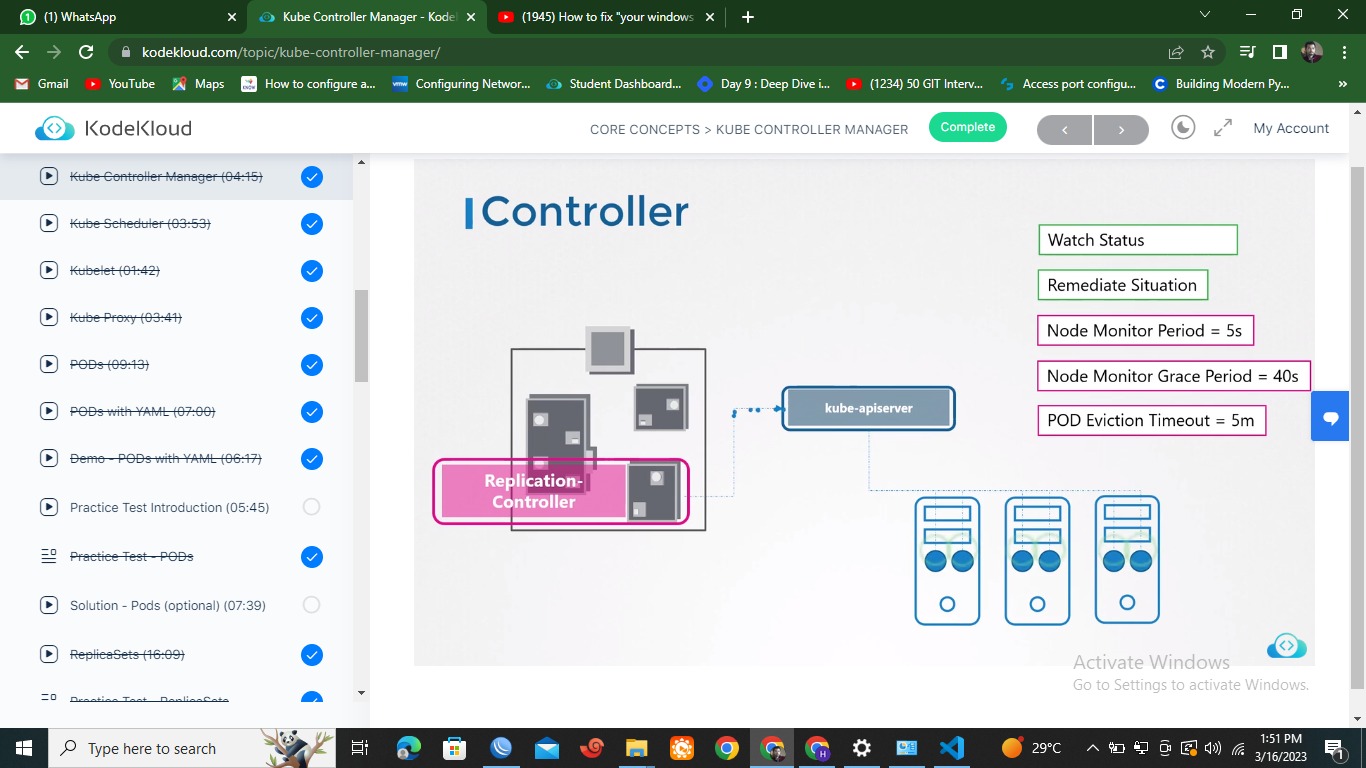 (1) WhatsApp
Kube Controller Manager - Kodel
(1945) How to fix "your windows
kodekloud.com/topic/kube-controller-manager/
Gmail
YouTube
Maps
How to configure a...
Configuring Networ...
Student Dashboard...
Day 9 : Deep Dive i...
(1234) 50 GIT Interv...
Access port configu...
Building Modern Py...
»
KodeKloud
CORE CONCEPTS > KUBE CONTROLLER MANAGER
Complete
My Account
Kube Controller Manager (04:15)
Kube Scheduler (03:53)
Kubelet (01:42)
Kube Proxy (03:41)
PODs (09:13)
PODs with YAML (07:00)
Demo - PODs with YAML (06:17)
Practice Test Introduction (05:45)
Practice Test - PODs
Solution - Pods (optional) (07:39)
ReplicaSets (16:09)
Practice Test - ReplicaSets
Controller
Watch Status
Remediate Situation
Node Monitor Period = 5s
Node Monitor Grace Period = 40s
POD Eviction Timeout = 5m
kube-apiserver
Replication-
Controller
Activate Windows
Go to Settings to activate Windows.
Type here to search
29°C
1:51 PM
3/16/2023
1